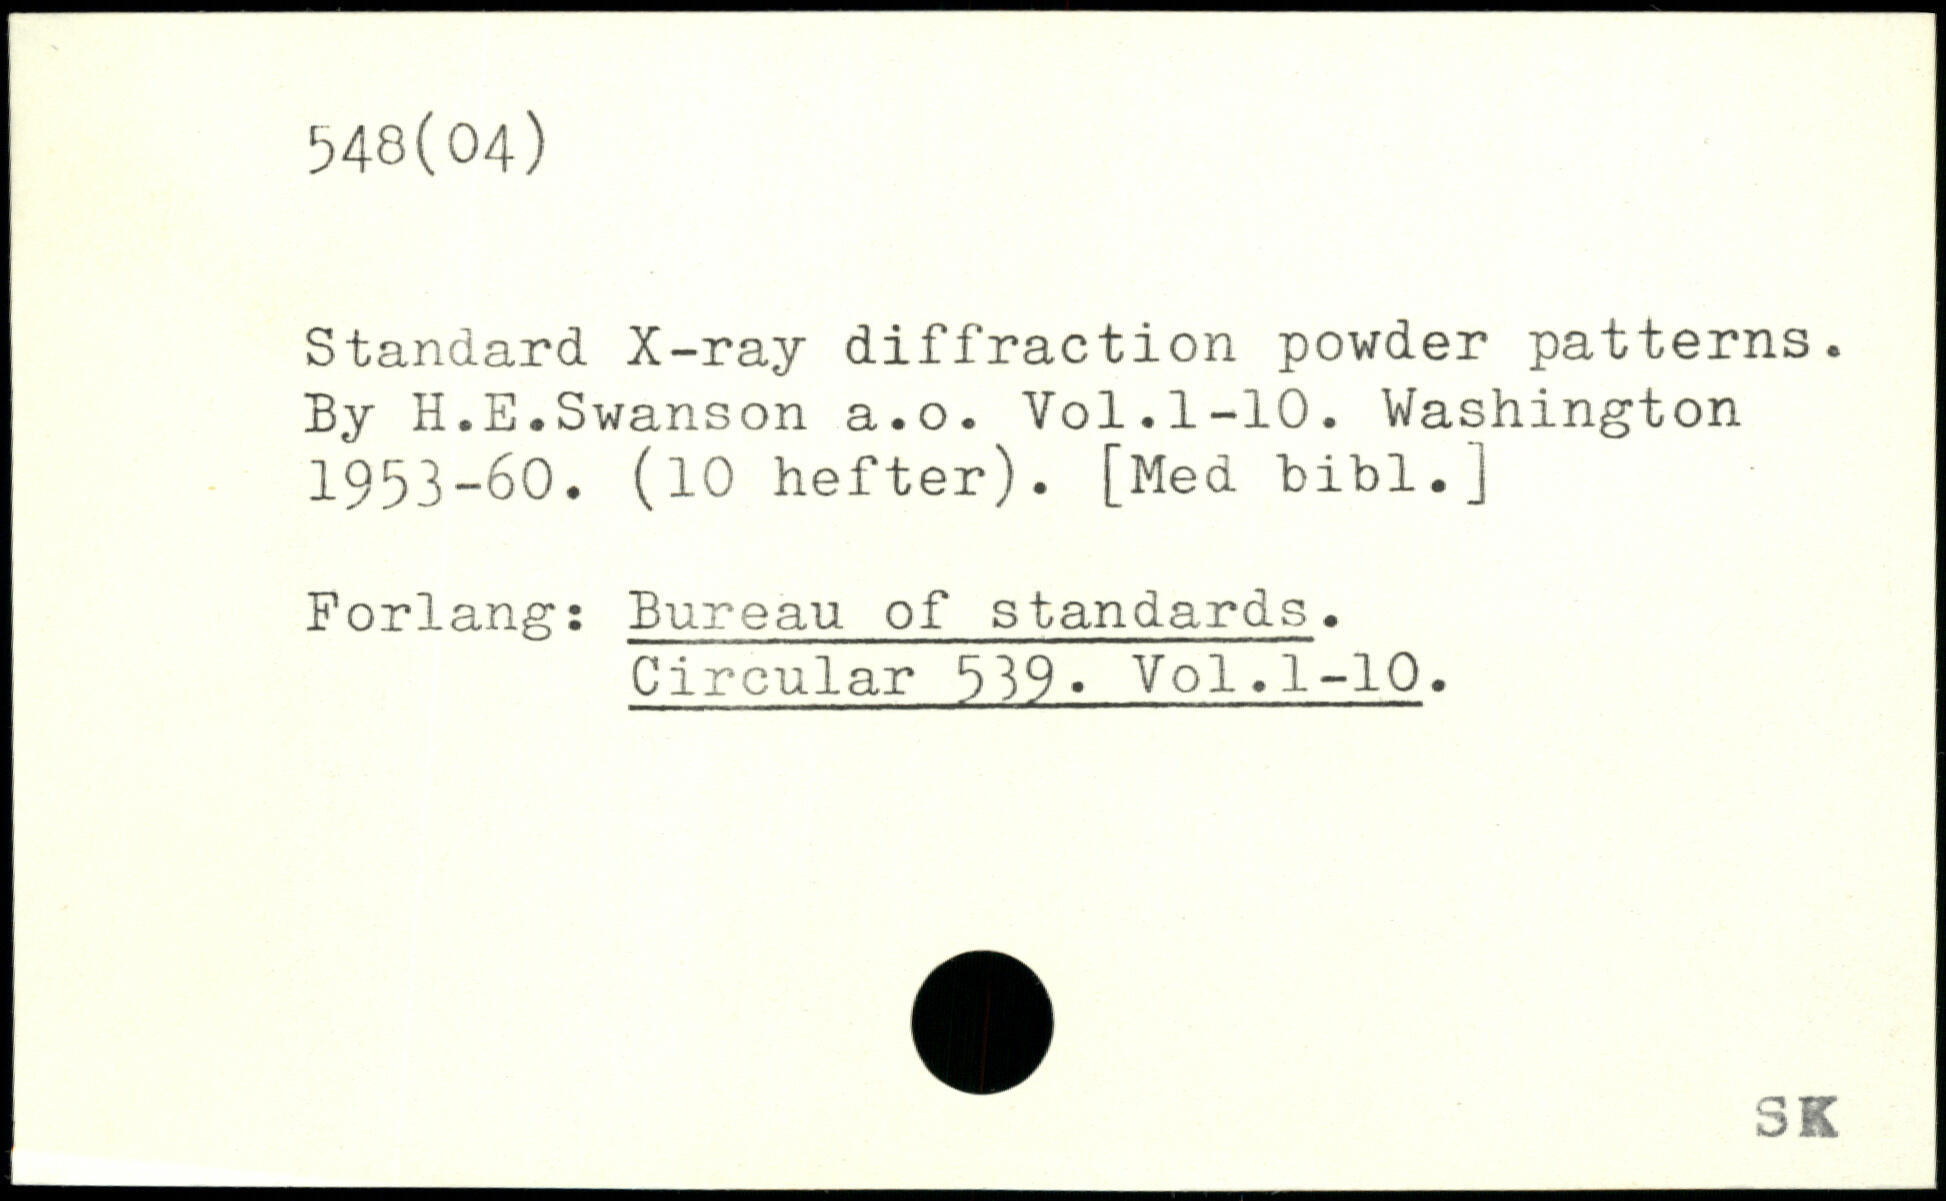 548(04)
Standard X-ray diffraction powder patterns.
By H.E.Swanson a.o. Vol.1-10. Washington
1953-60. (10 hefter). [Med bibl.]
Forlang: Bureau of standards.
Circular 539. Vol.1-10.
SK